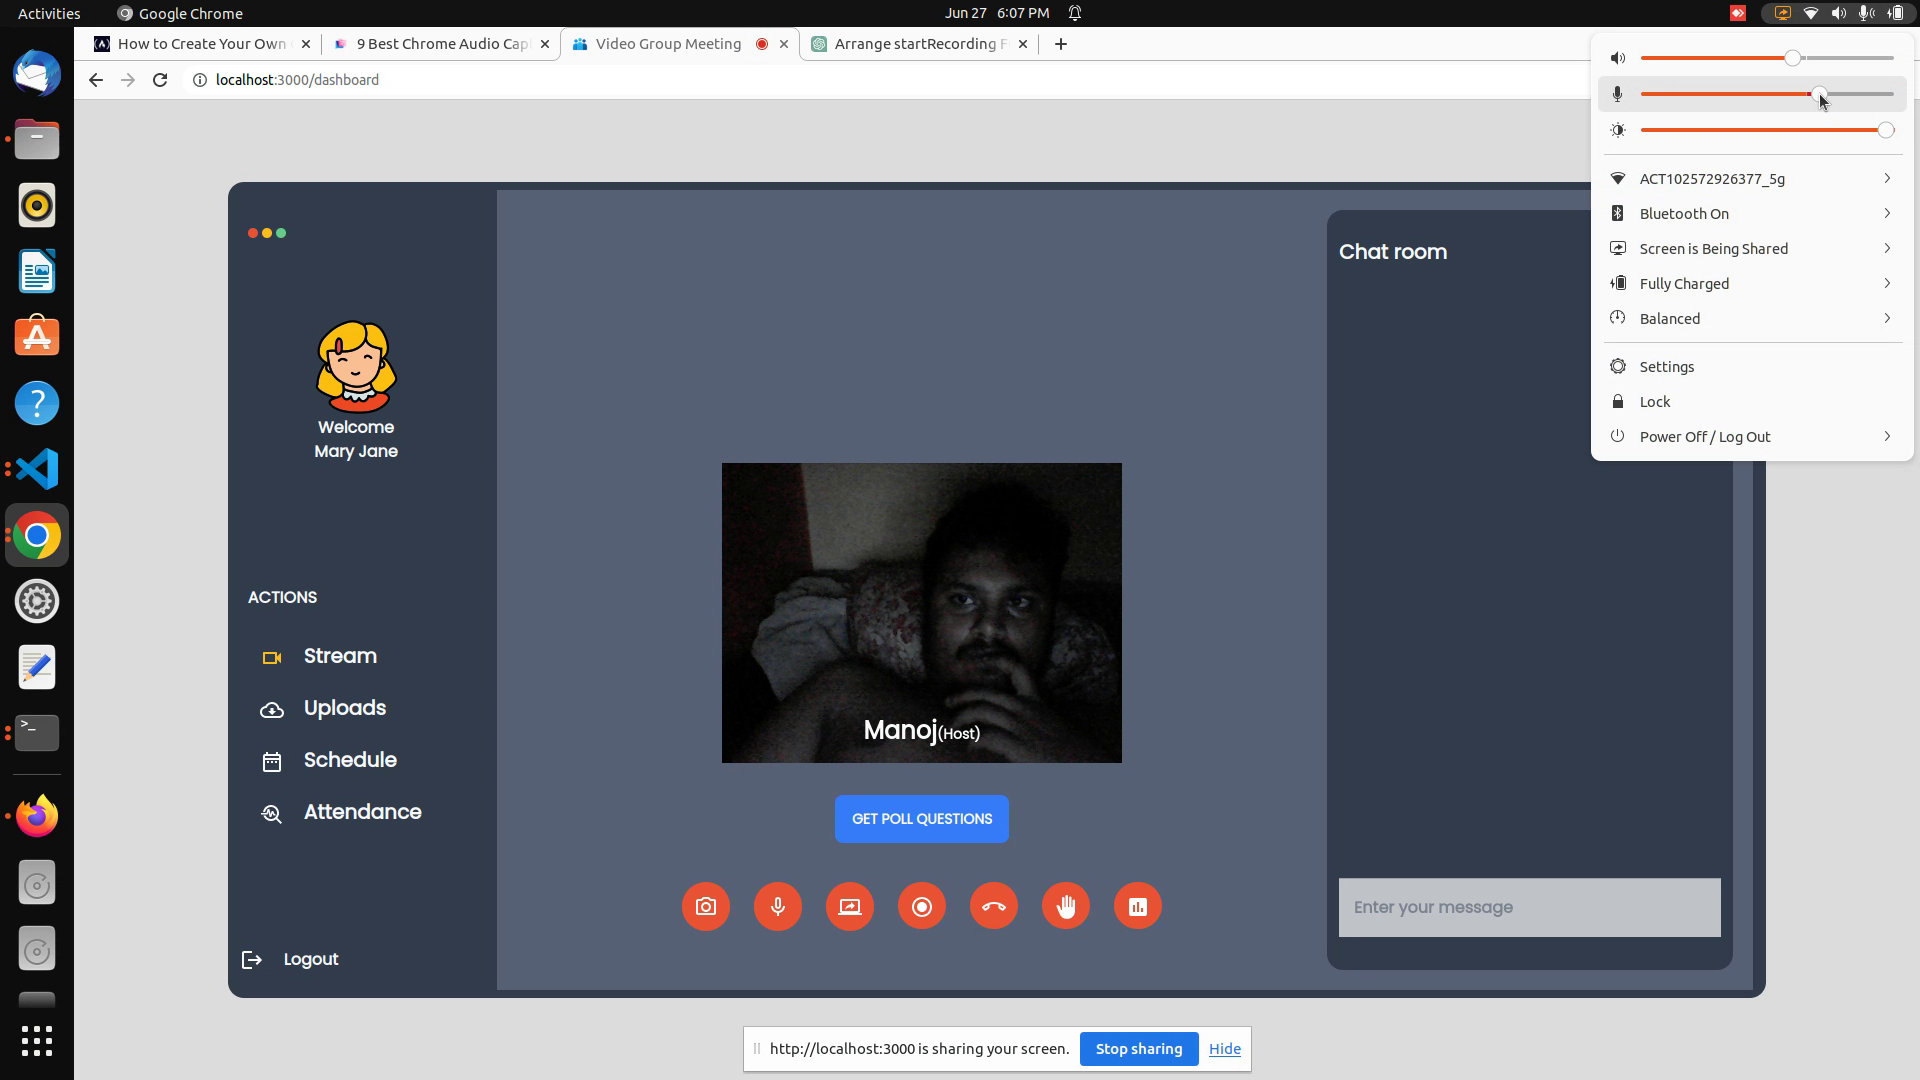 Activities
Google Chrome
Jun 27 6:07 PM
How to Create Your Own
9 Best Chrome Audio Cap
Video Group Meeting
Arrange startRecording F
localhost:3000/dashboard
ACT102572926377_5g
Bluetooth On
Screen is Being Shared
Fully Charged
Balanced
Settings
Lock
Power Off / Log Out
Welcome
Mary Jane
ACTIONS
Stream
Uploads
Schedule
Attendance
Logout
Manoj(Host)
GET POLL QUESTIONS
Chat room
Enter your message
http://localhost:3000 is sharing your screen.
Stop sharing
Hide